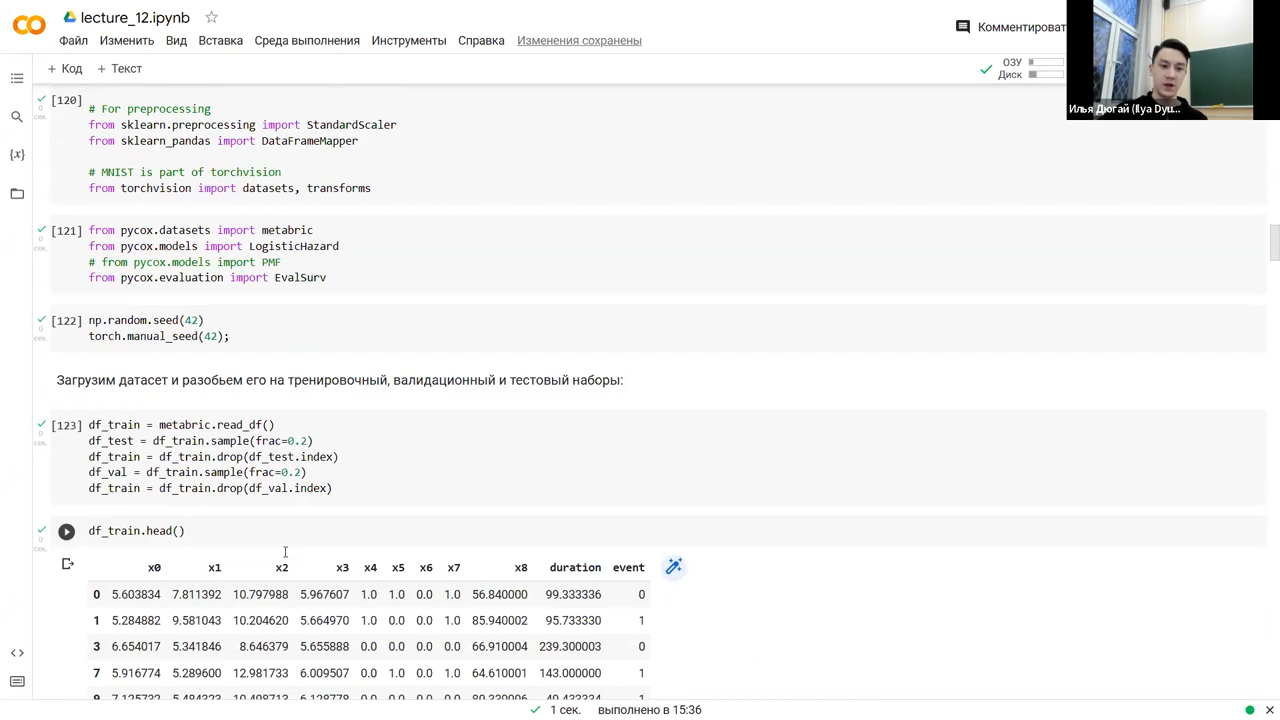 lecture_12.ipynb
Файл Изменить Вид Вставка Среда выполнения Инструменты Справка Изменения сохранены
Комментироват
Илья Дюгай (Ilya Dyu...
+ Код + Текст
ОЗУ
Диск
[120]
0 сек.
# For preprocessing
from sklearn.preprocessing import StandardScaler
from sklearn_pandas import DataFrameMapper
# MNIST is part of torchvision
from torchvision import datasets, transforms
[121]
0 сек.
from pycox.datasets import metabric
from pycox.models import LogisticHazard
# from pycox.models import PMF
from pycox.evaluation import EvalSurv
[122]
0 сек.
np.random.seed(42)
torch.manual_seed(42);
Загрузим датасет и разобьем его на тренировочный, валидационный и тестовый наборы:
[123]
0 сек.
df_train = metabric.read_df()
df_test = df_train.sample(frac=0.2)
df_train = df_train.drop(df_test.index)
df_val = df_train.sample(frac=0.2)
df_train = df_train.drop(df_val.index)
0 сек.
df_train.head()
x0 x1 x2 x3 x4 x5 x6 x7 x8 duration event
0 5.603834 7.811392 10.797988 5.967607 1.0 1.0 0.0 1.0 56.840000 99.333336 0
1 5.284882 9.581043 10.204620 5.664970 1.0 0.0 0.0 1.0 85.940002 95.733330 1
3 6.654017 5.341846 8.646379 5.655888 0.0 0.0 0.0 0.0 66.910004 239.300003 0
7 5.916774 5.289600 12.981733 6.009507 0.0 1.0 0.0 1.0 64.610001 143.000000 1
1 сек. выполнено в 15:36